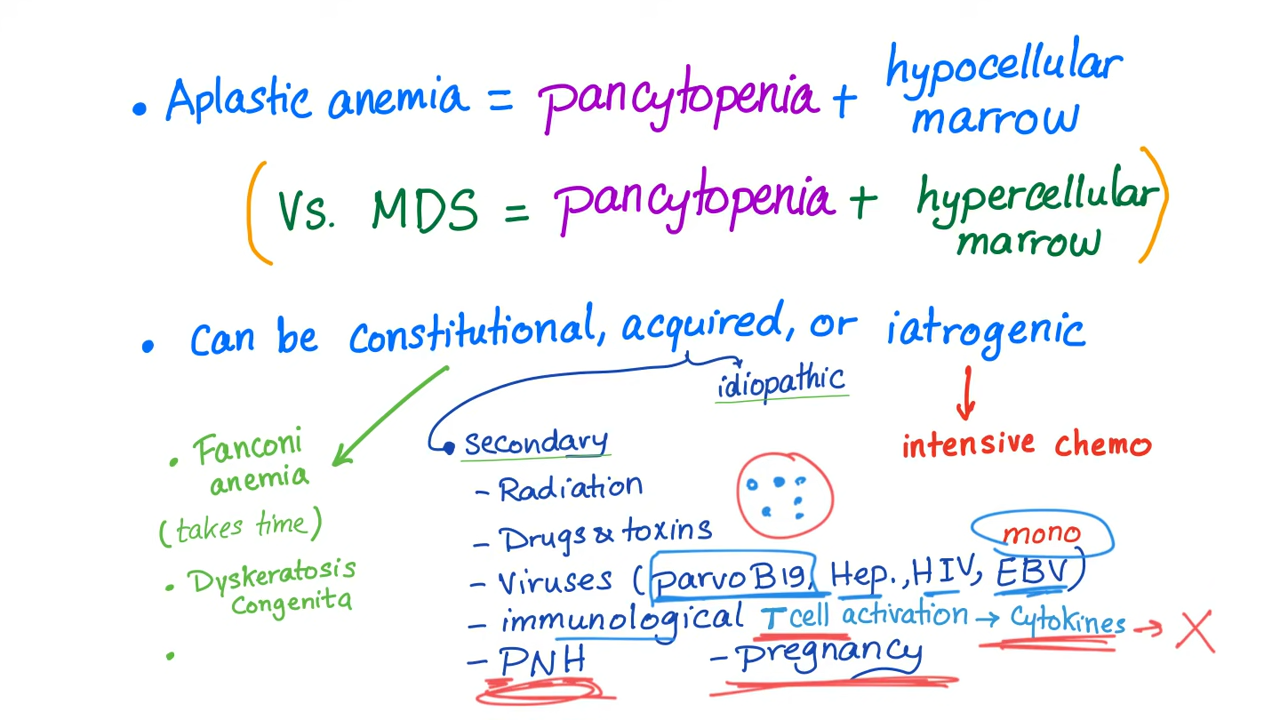 • Aplastic anemia = pancytopenia + hypocellular marrow
(Vs. MDS = pancytopenia + hypercellular marrow)
• can be constitutional, acquired, or iatrogenic
idiopathic
• Fanconi anemia
(takes time)
• Dyskeratosis congenita
•
• secondary
- Radiation
- Drugs & toxins
- Viruses (parvo B19, Hep., HIV, EBV)
mono
- immunological T cell activation → cytokines → X
- PNH - pregnancy
intensive chemo